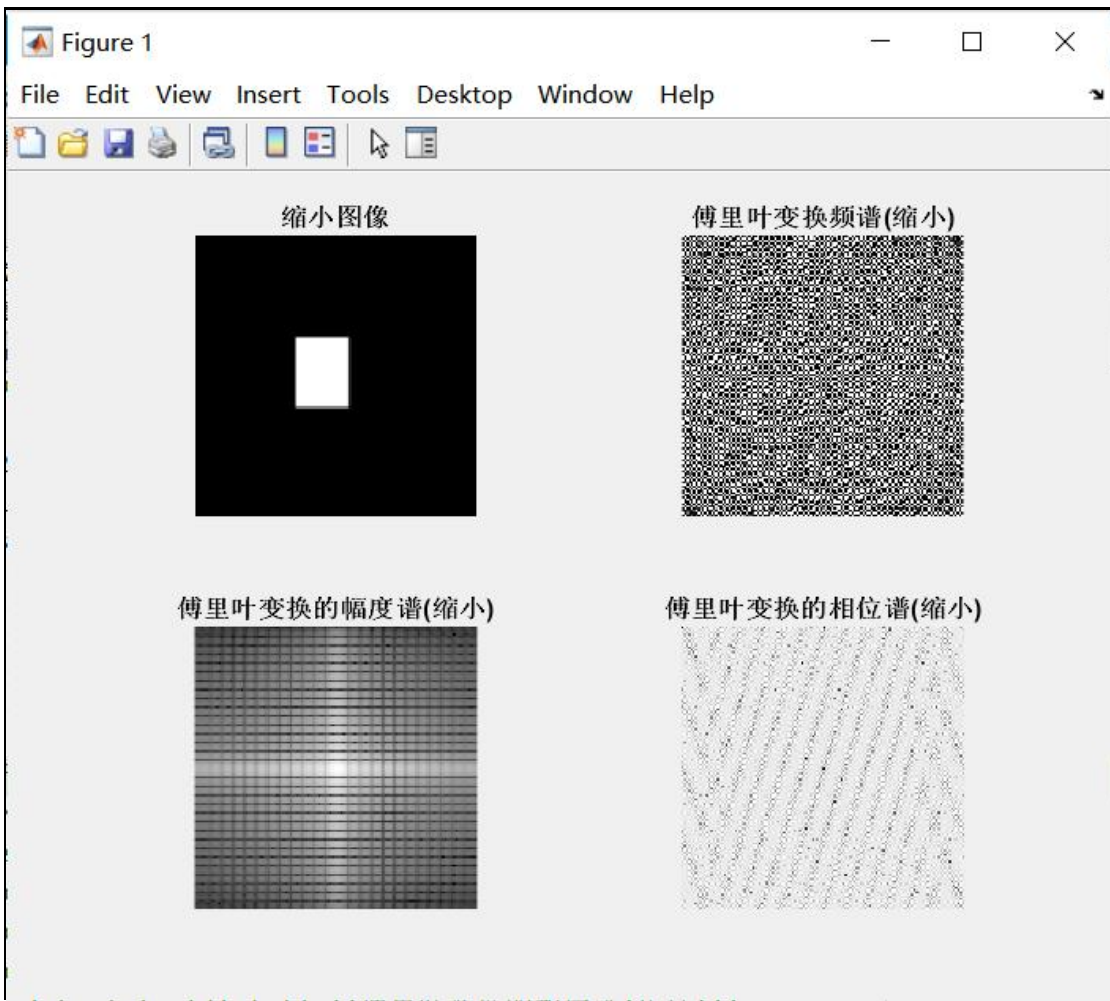 Figure 1
File Edit View Insert Tools Desktop Window Help
缩小图像
傅里叶变换频谱(缩小)
傅里叶变换的幅度谱(缩小)
傅里叶变换的相位谱(缩小)